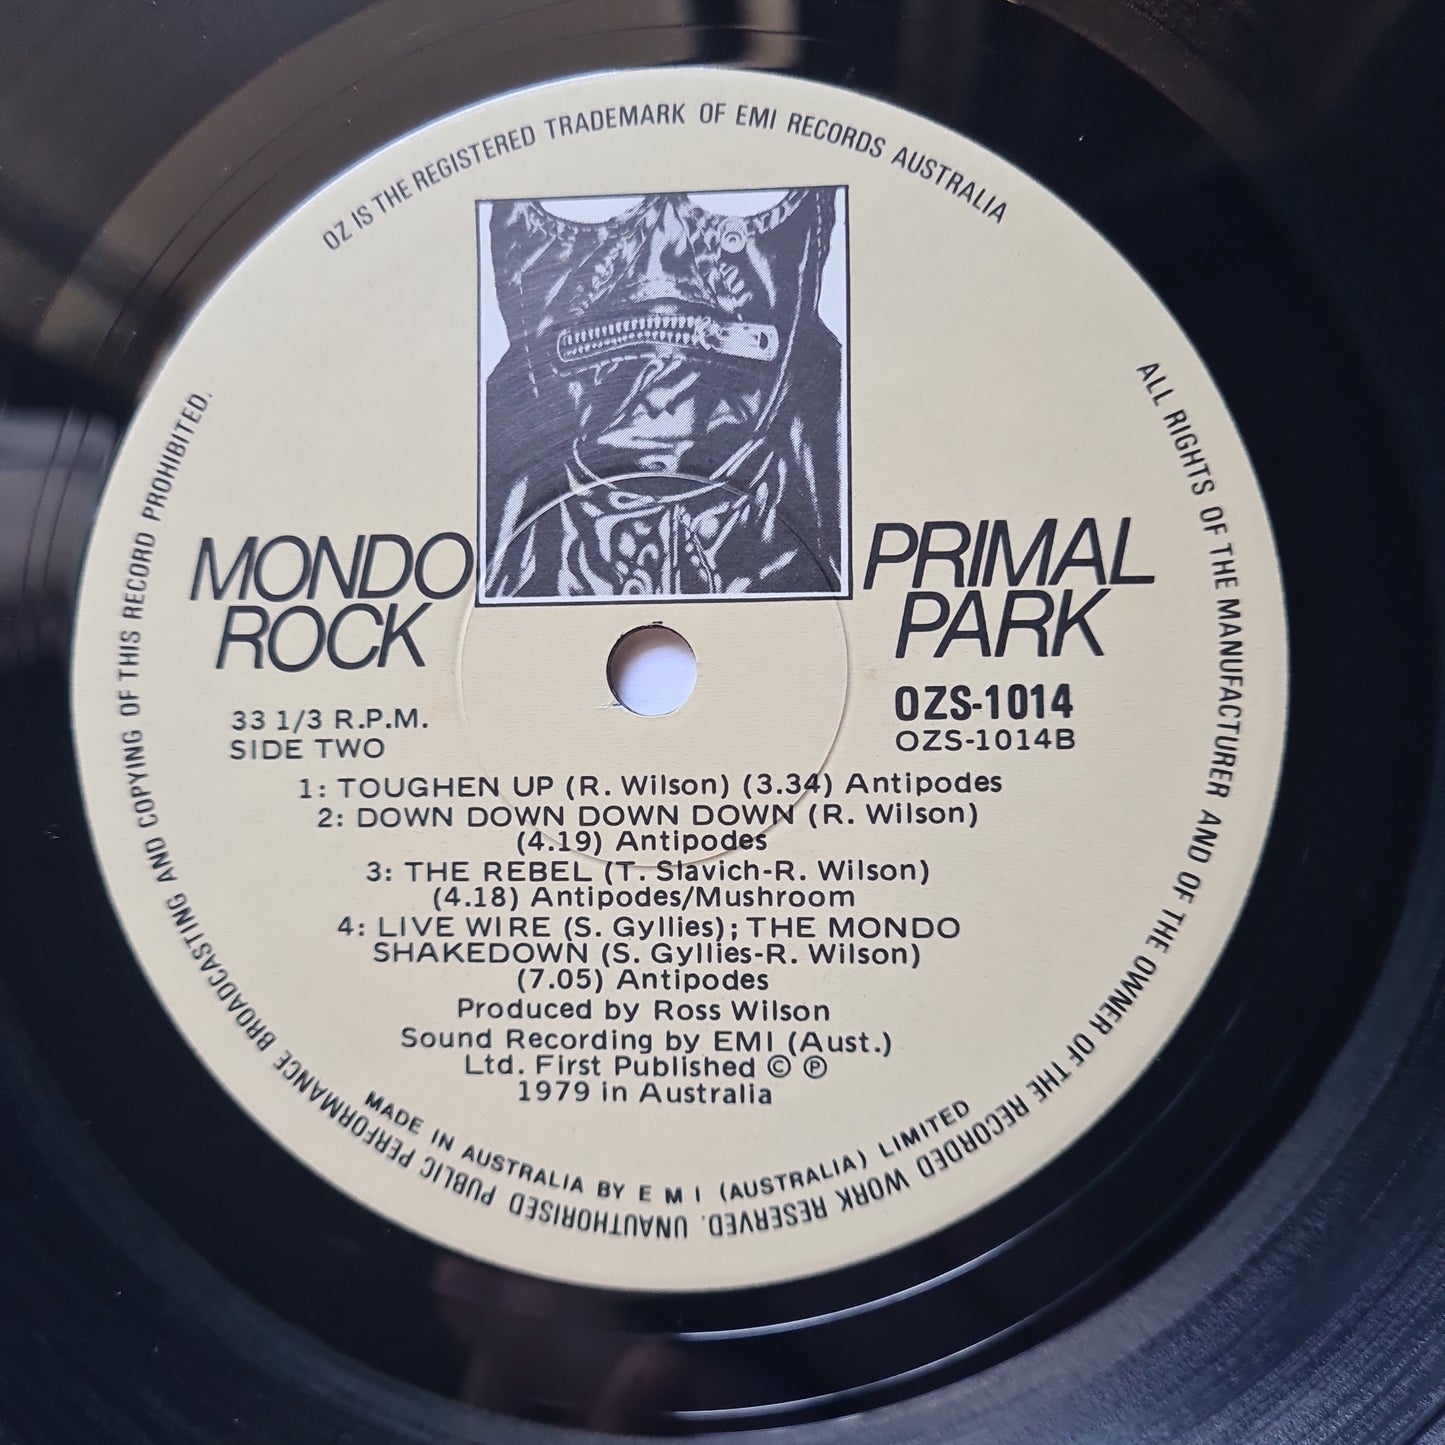 OZ IS THE REGISTERED TRADEMARK OF EMI RECORDS AUSTRALIA
MONDO
ROCK
PRIMAL
PARK
33 1/3 R.P.M.
SIDE TWO
OZS-1014
OZS-1014B
1: TOUGHEN UP (R. Wilson) (3.34) Antipodes
2: DOWN DOWN DOWN DOWN (R. Wilson)
(4.19) Antipodes
3: THE REBEL (T. Slavich-R. Wilson)
(4.18) Antipodes/Mushroom
4: LIVE WIRE (S. Gyllies); THE MONDO
SHAKEDOWN (S. Gyllies-R. Wilson)
(7.05) Antipodes
Produced by Ross Wilson
Sound Recording by EMI (Aust.)
Ltd. First Published © ℗
1979 in Australia
MADE IN AUSTRALIA BY E M I (AUSTRALIA) LIMITED
ALL RIGHTS OF THE MANUFACTURER AND OF THE OWNER OF THE RECORDED WORK RESERVED. UNAUTHORISED PUBLIC PERFORMANCE BROADCASTING AND COPYING OF THIS RECORD PROHIBITED.